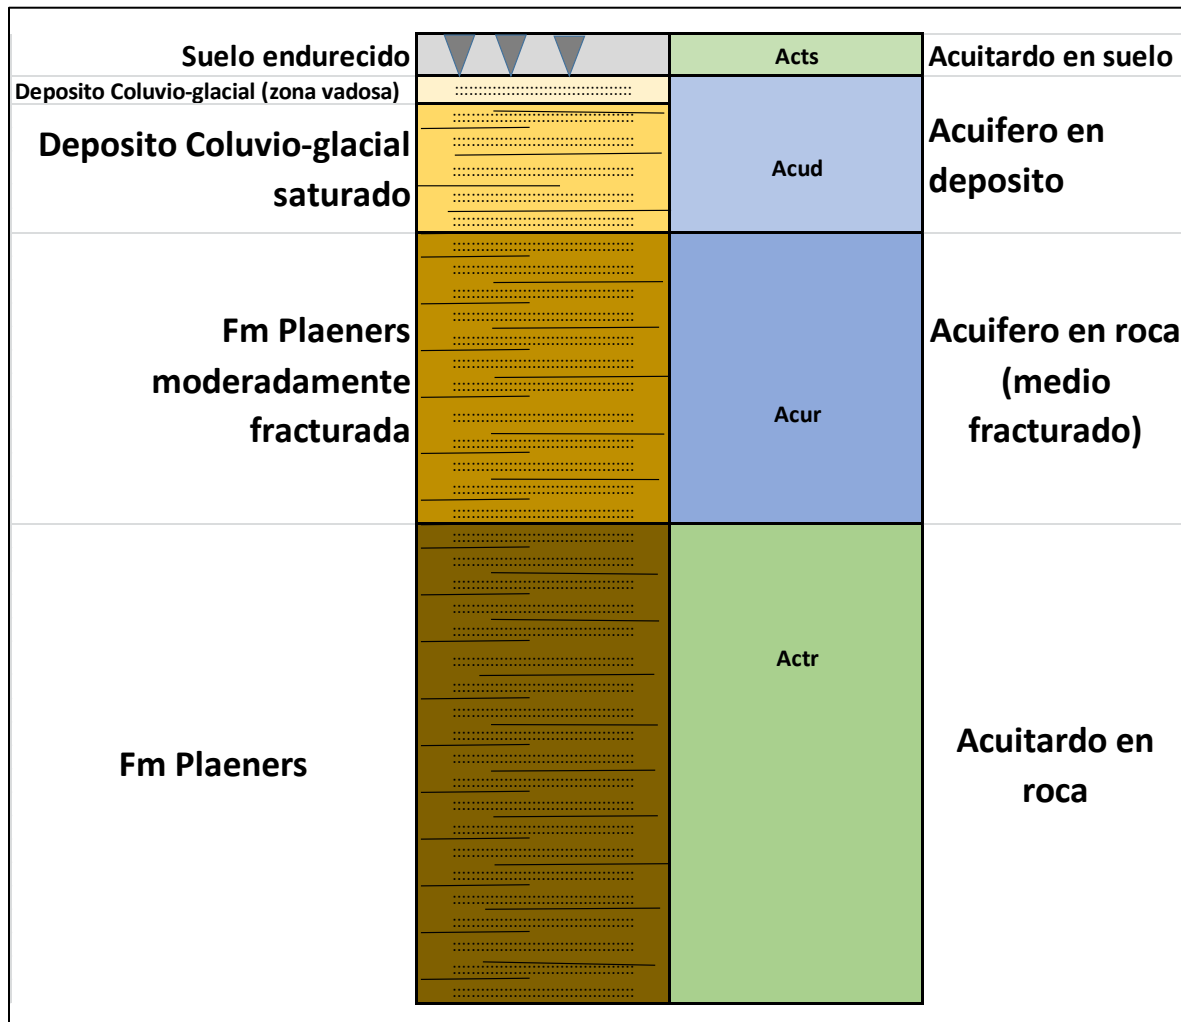 Suelo endurecido
Acts
Acuitardo en suelo
Deposito Coluvio-glacial (zona vadosa)
Deposito Coluvio-glacial
saturado
Acud
Acuifero en
deposito
Fm Plaeners
moderadamente
fracturada
Acur
Acuifero en roca
(medio
fracturado)
Fm Plaeners
Actr
Acuitardo en
roca